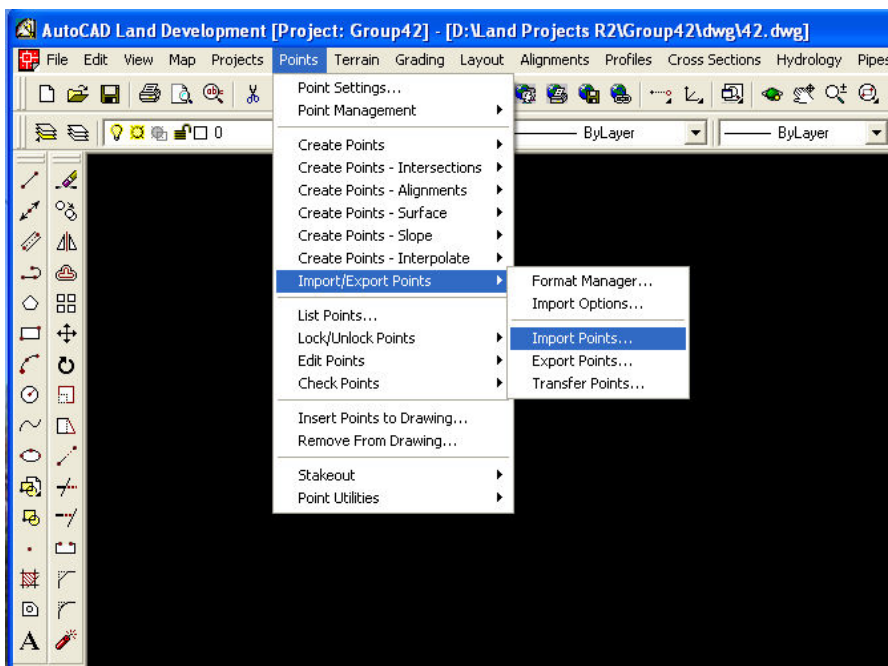 AutoCAD Land Development [Project: Group42] - [D:\Land Projects R2\Group42\dwg\42.dwg]
File Edit View Map Projects Points Terrain Grading Layout Alignments Profiles Cross Sections Hydrology Pipes
Point Settings...
Point Management
0
ByLayer
ByLayer
Create Points
Create Points - Intersections
Create Points - Alignments
Create Points - Surface
Create Points - Slope
Create Points - Interpolate
Import/Export Points
Format Manager...
Import Options...
Import Points...
Export Points...
Transfer Points...
List Points...
Lock/Unlock Points
Edit Points
Check Points
Insert Points to Drawing...
Remove From Drawing...
Stakeout
Point Utilities
A